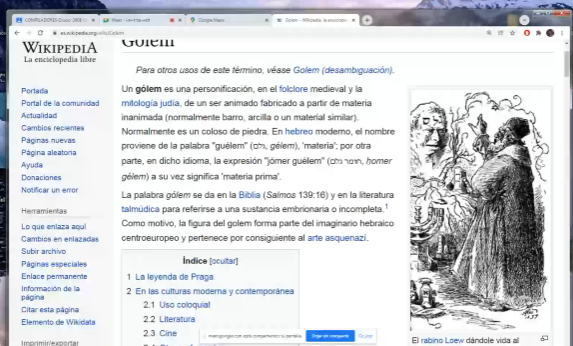 Golem
WIKIPEDIA
La enciclopedia libre
Portada
Portal de la comunidad
Actualidad
Cambios recientes
Páginas nuevas
Página aleatoria
Ayuda
Donaciones
Notificar un error
Herramientas
Lo que enlaza aquí
Cambios en enlazadas
Subir archivo
Páginas especiales
Enlace permanente
Información de la
página
Citar esta página
Elemento de Wikidata
Imprimir/exportar
Para otros usos de este término, véase Golem (desambiguación).
Un gólem es una personificación, en el folclore medieval y la
mitología judía, de un ser animado fabricado a partir de materia
inanimada (normalmente barro, arcilla o un material similar).
Normalmente es un coloso de piedra. En hebreo moderno, el nombre
proviene de la palabra "guélem" (גלם, gélem), 'materia'; por otra
parte, en dicho idioma, la expresión "jómer guélem" (חומר גלם, homer
gélem) a su vez significa 'materia prima'.
La palabra gólem se da en la Biblia (Salmos 139:16) y en la literatura
talmúdica para referirse a una sustancia embrionaria o incompleta.1
Como motivo, la figura del golem forma parte del imaginario hebraico
centroeuropeo y pertenece por consiguiente al arte asquenazí.
Índice [ocultar]
1 La leyenda de Praga
2 En las culturas moderna y contemporánea
2.1 Uso coloquial
2.2 Literatura
2.3 Cine
El rabino Loew dándole vida al